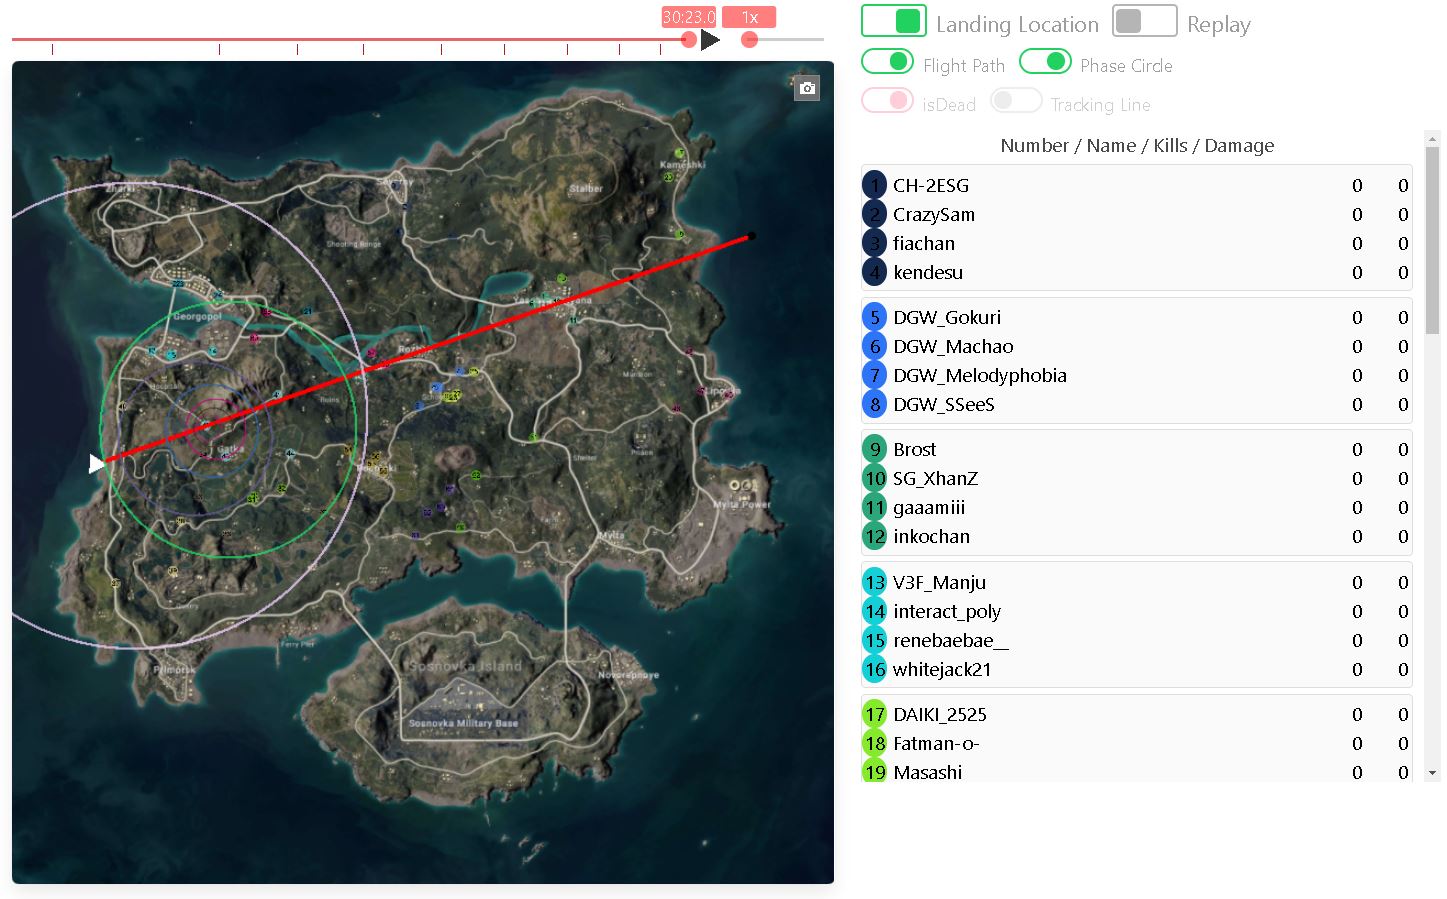 30:23.0 1x
Landing Location Replay
Flight Path Phase Circle
isDead Tracking Line
Number / Name / Kills / Damage
1 CH-2ESG 0 0
2 CrazySam 0 0
3 fiachan 0 0
4 kendesu 0 0
5 DGW_Gokuri 0 0
6 DGW_Machao 0 0
7 DGW_Melodyphobia 0 0
8 DGW_SSeeS 0 0
9 Brost 0 0
10 SG_XhanZ 0 0
11 gaaamiii 0 0
12 inkochan 0 0
13 V3F_Manju 0 0
14 interact_poly 0 0
15 renebaebae__ 0 0
16 whitejack21 0 0
17 DAIKI_2525 0 0
18 Fatman-o- 0 0
19 Masashi 0 0
Kameshki
Zharki
Severny
Stalber
Shooting Range
Georgopol
Hospital
Ruins
Mansion
Lipovka
Gatka
Shelter
Prison
Mylta Power
Farm
Mylta
Quarry
Ferry Pier
Primorsk
Sosnovka Island
Novorepnoye
Sosnovka Military Base